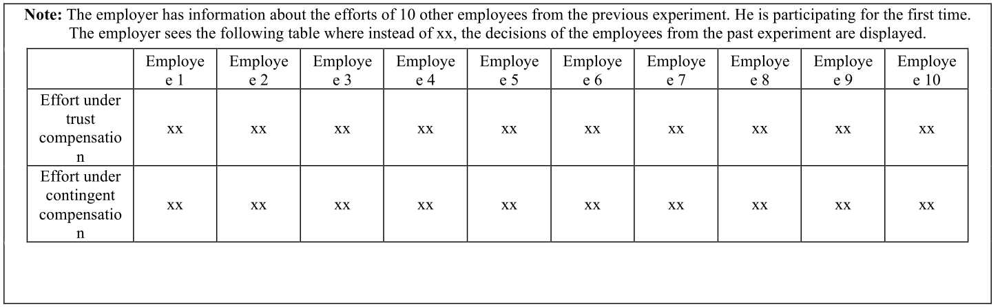 Note: The employer has information about the efforts of 10 other employees from the previous experiment. He is participating for the first time.
The employer sees the following table where instead of xx, the decisions of the employees from the past experiment are displayed.
Employe Employe Employe Employe Employe Employe Employe Employe Employe Employe
e 1 e 2 e 3 e 4 e 5 e 6 e 7 e 8 e 9 e 10
Effort under
trust
compensatio
n
xx xx xx xx xx xx xx xx xx xx
Effort under
contingent
compensatio
n
xx xx xx xx xx xx xx xx xx xx